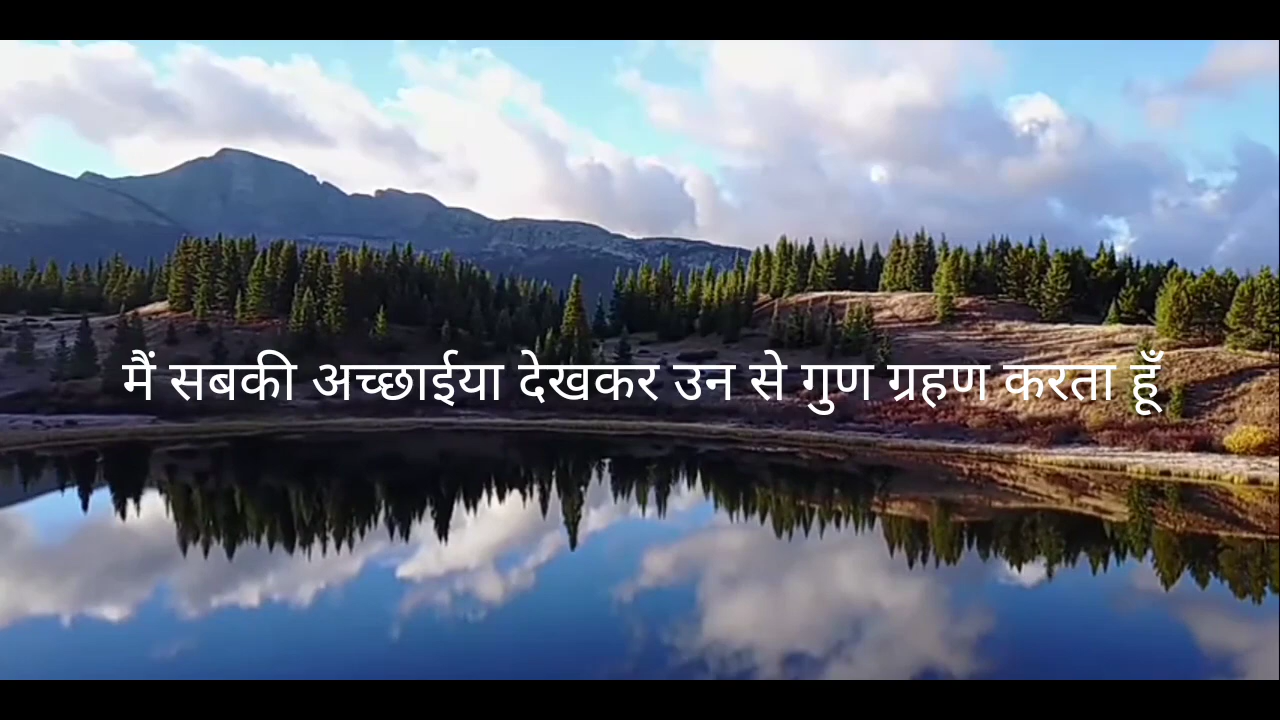 मैं सबकी अच्छाईया देखकर उन से गुण ग्रहण करता हूँ